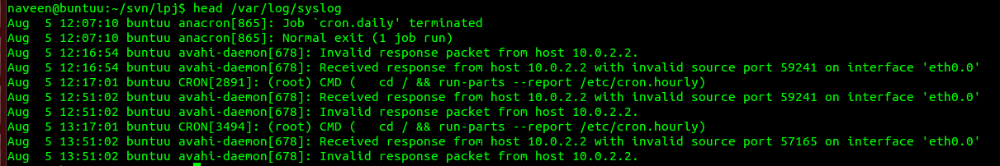 naveen@buntuu:~/svn/lpj$ head /var/log/syslog
Aug  5 12:07:10 buntuu anacron[865]: Job `cron.daily' terminated
Aug  5 12:07:10 buntuu anacron[865]: Normal exit (1 job run)
Aug  5 12:16:54 buntuu avahi-daemon[678]: Invalid response packet from host 10.0.2.2.
Aug  5 12:16:54 buntuu avahi-daemon[678]: Received response from host 10.0.2.2 with invalid source port 59241 on interface 'eth0.0'
Aug  5 12:17:01 buntuu CRON[2891]: (root) CMD (   cd / && run-parts --report /etc/cron.hourly)
Aug  5 12:51:02 buntuu avahi-daemon[678]: Received response from host 10.0.2.2 with invalid source port 59241 on interface 'eth0.0'
Aug  5 12:51:02 buntuu avahi-daemon[678]: Invalid response packet from host 10.0.2.2.
Aug  5 13:17:01 buntuu CRON[3494]: (root) CMD (   cd / && run-parts --report /etc/cron.hourly)
Aug  5 13:51:02 buntuu avahi-daemon[678]: Received response from host 10.0.2.2 with invalid source port 57165 on interface 'eth0.0'
Aug  5 13:51:02 buntuu avahi-daemon[678]: Invalid response packet from host 10.0.2.2.